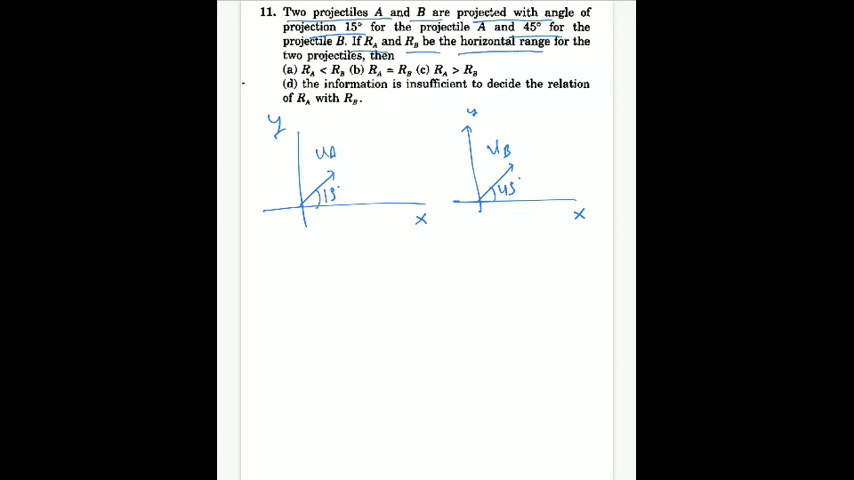 11. Two projectiles A and B are projected with angle of
projection 15° for the projectile A and 45° for the
projectile B. If R_A and R_B be the horizontal range for the
two projectiles, then
(a) R_A < R_B (b) R_A = R_B (c) R_A > R_B
(d) the information is insufficient to decide the relation
of R_A with R_B.
y
u_A
15°
x
y
u_B
45°
x